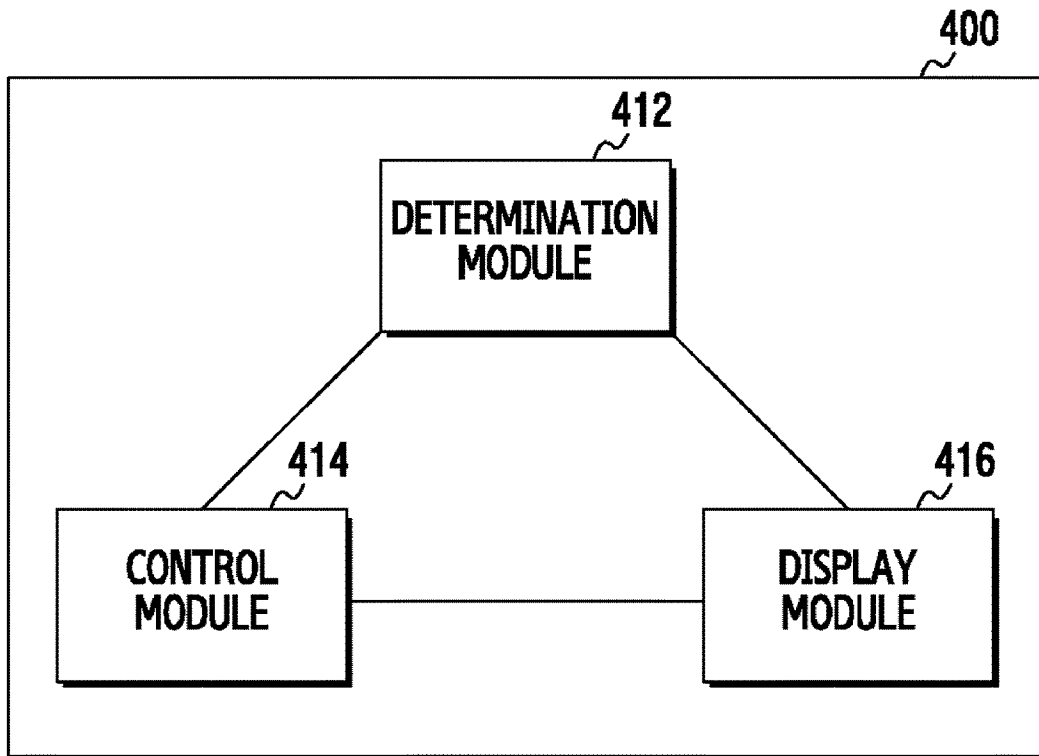 400
412
DETERMINATION
MODULE
414
416
CONTROL
MODULE
DISPLAY
MODULE